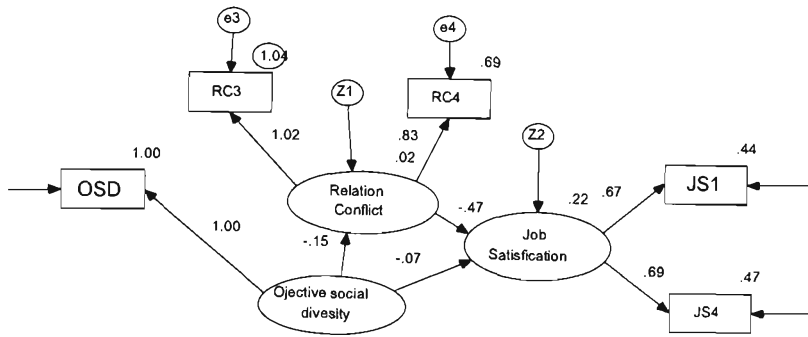 e3
e4
1.04
.69
RC3
RC4
Z1
Z2
1.02
.83
.02
1.00
OSD
.44
JS1
Relation
Conflict
-.47
.22
.67
1.00
Job
Satisfication
-.15
-.07
.69
.47
Ojective social
divesity
JS4